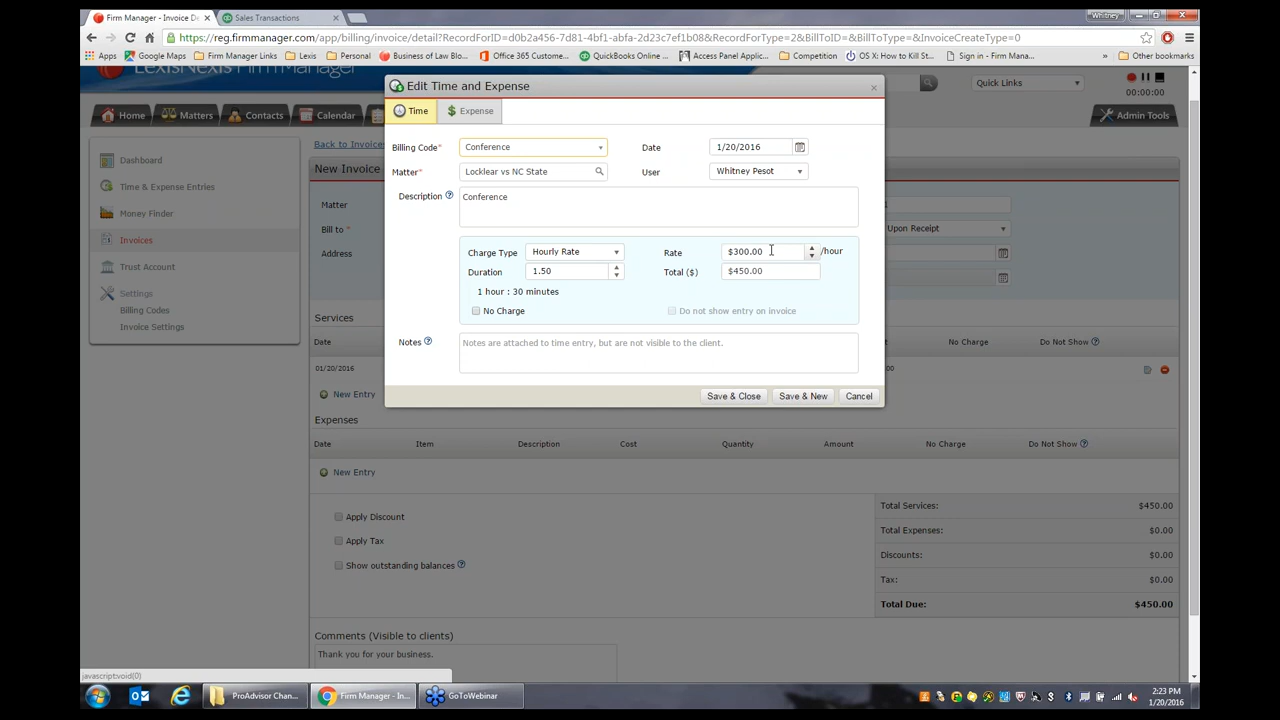 Firm Manager - Invoice De
Sales Transactions
Whitney
https://reg.firmmanager.com/app/billing/invoice/detail?RecordForID=d0b2a456-7d81-4bf1-abfa-2d23c7ef1b08&RecordForType=2&BillToID=&BillToType=&InvoiceCreateType=0
Apps Google Maps Firm Manager Links Lexis Personal Business of Law Blo... Office 365 Custome... QuickBooks Online ... Access Panel Applic... Competition OS X: How to Kill St... Sign in - Firm Mana... Other bookmarks
LexisNexis Firm Manager
Quick Links
00:00:00
Home Matters Contacts Calendar Admin Tools
Edit Time and Expense
Time Expense
Billing Code* Conference Date 1/20/2016
Matter* Locklear vs NC State User Whitney Pesot
Description Conference
Charge Type Hourly Rate Rate $300.00 /hour
Duration 1.50 Total ($) $450.00
1 hour : 30 minutes
No Charge Do not show entry on invoice
Notes Notes are attached to time entry, but are not visible to the client.
Save & Close Save & New Cancel
Dashboard
Time & Expense Entries
Money Finder
Invoices
Trust Account
Settings
Billing Codes
Invoice Settings
Back to Invoices
New Invoice
Matter
Bill to *
Upon Receipt
Address
Services
Date No Charge Do Not Show
01/20/2016
New Entry
Expenses
Date Item Description Cost Quantity Amount No Charge Do Not Show
New Entry
Apply Discount
Apply Tax
Show outstanding balances
Total Services: $450.00
Total Expenses: $0.00
Discounts: $0.00
Tax: $0.00
Total Due: $450.00
Comments (Visible to clients)
Thank you for your business.
javascript:void(0)
ProAdvisor Chan... Firm Manager - In... GoToWebinar
2:23 PM
1/20/2016